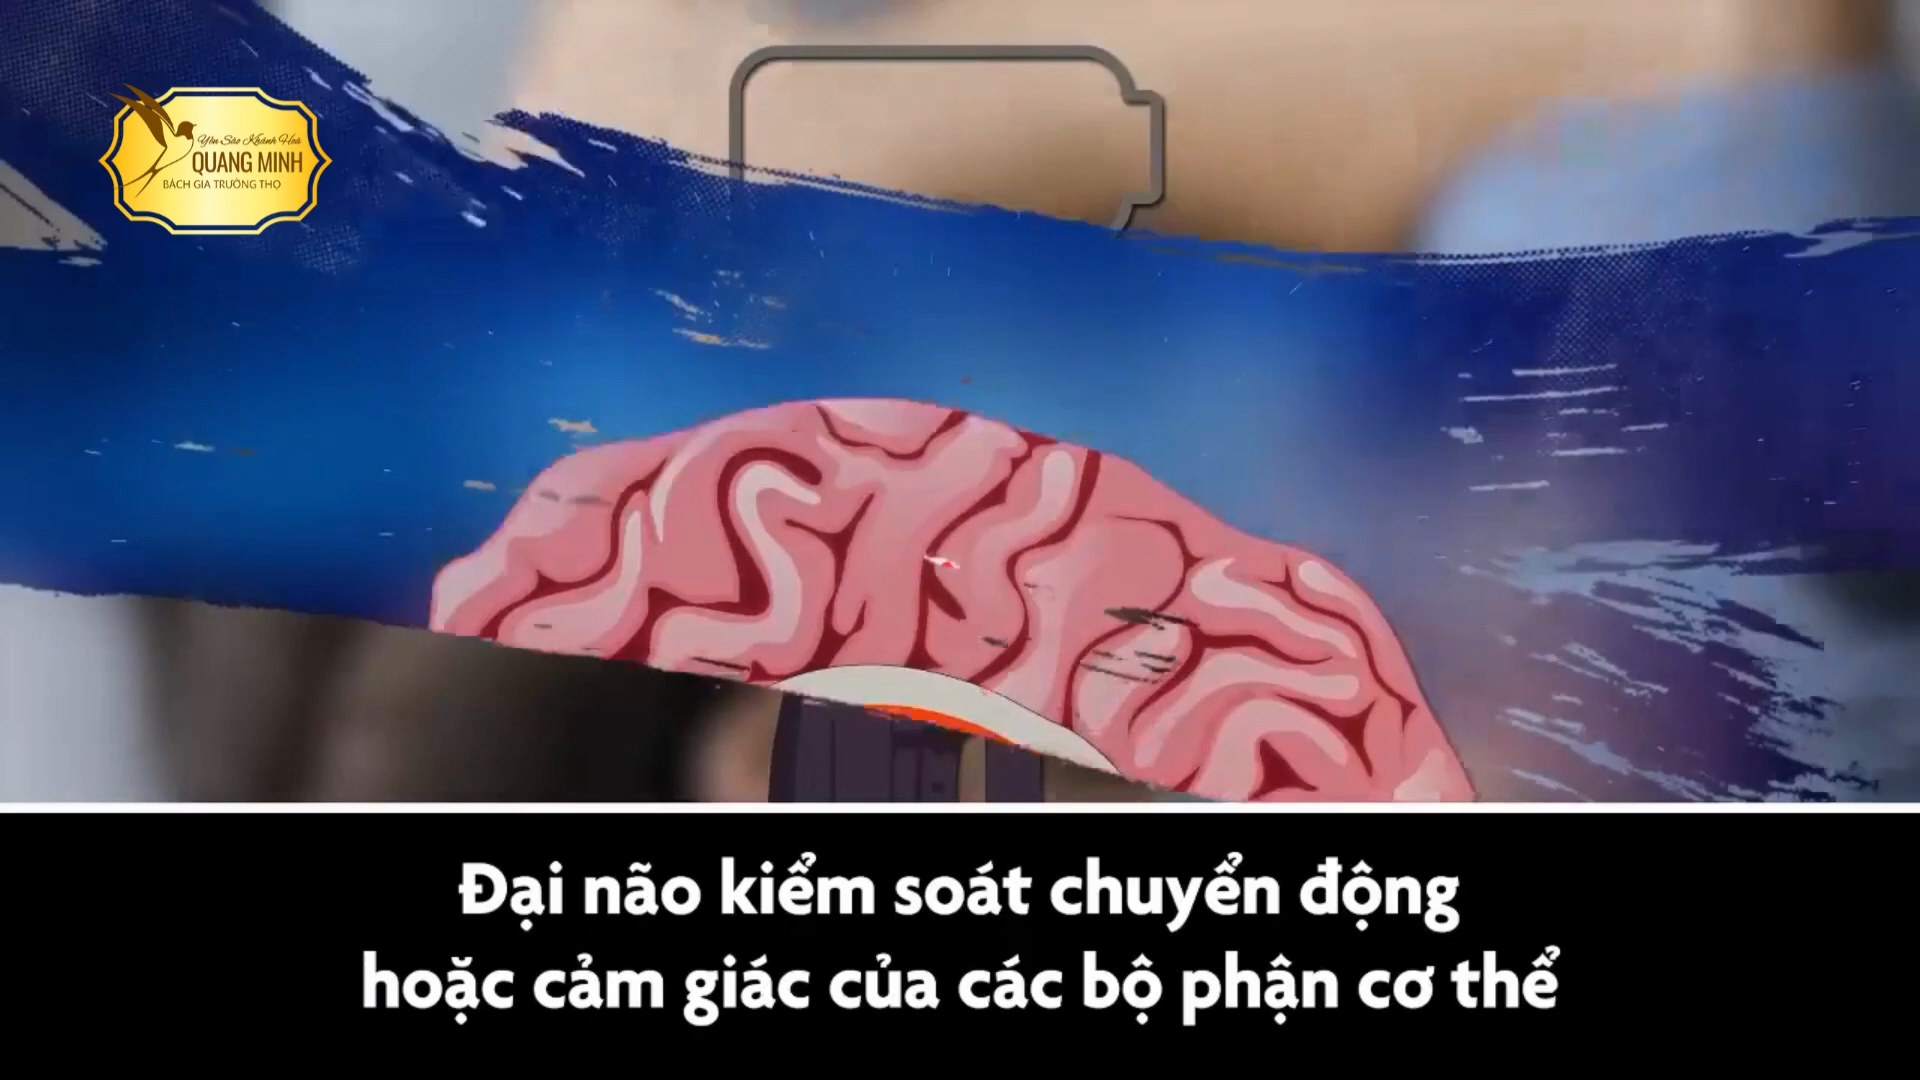 Yến Sào Khánh Hoà
QUANG MINH
BÁCH GIA TRƯỜNG THỌ
Đại não kiểm soát chuyển động
hoặc cảm giác của các bộ phận cơ thể